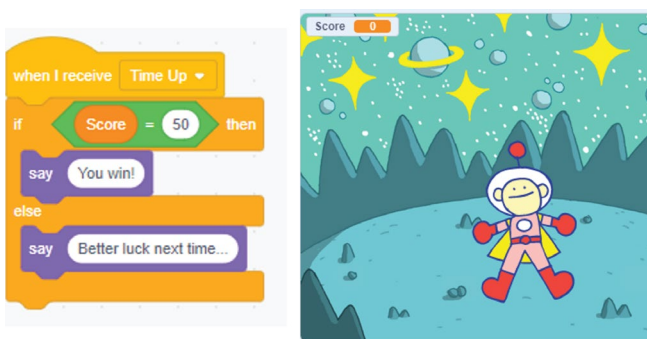 when I receive Time Up
if Score = 50 then
say You win!
else
say Better luck next time...
Score 0